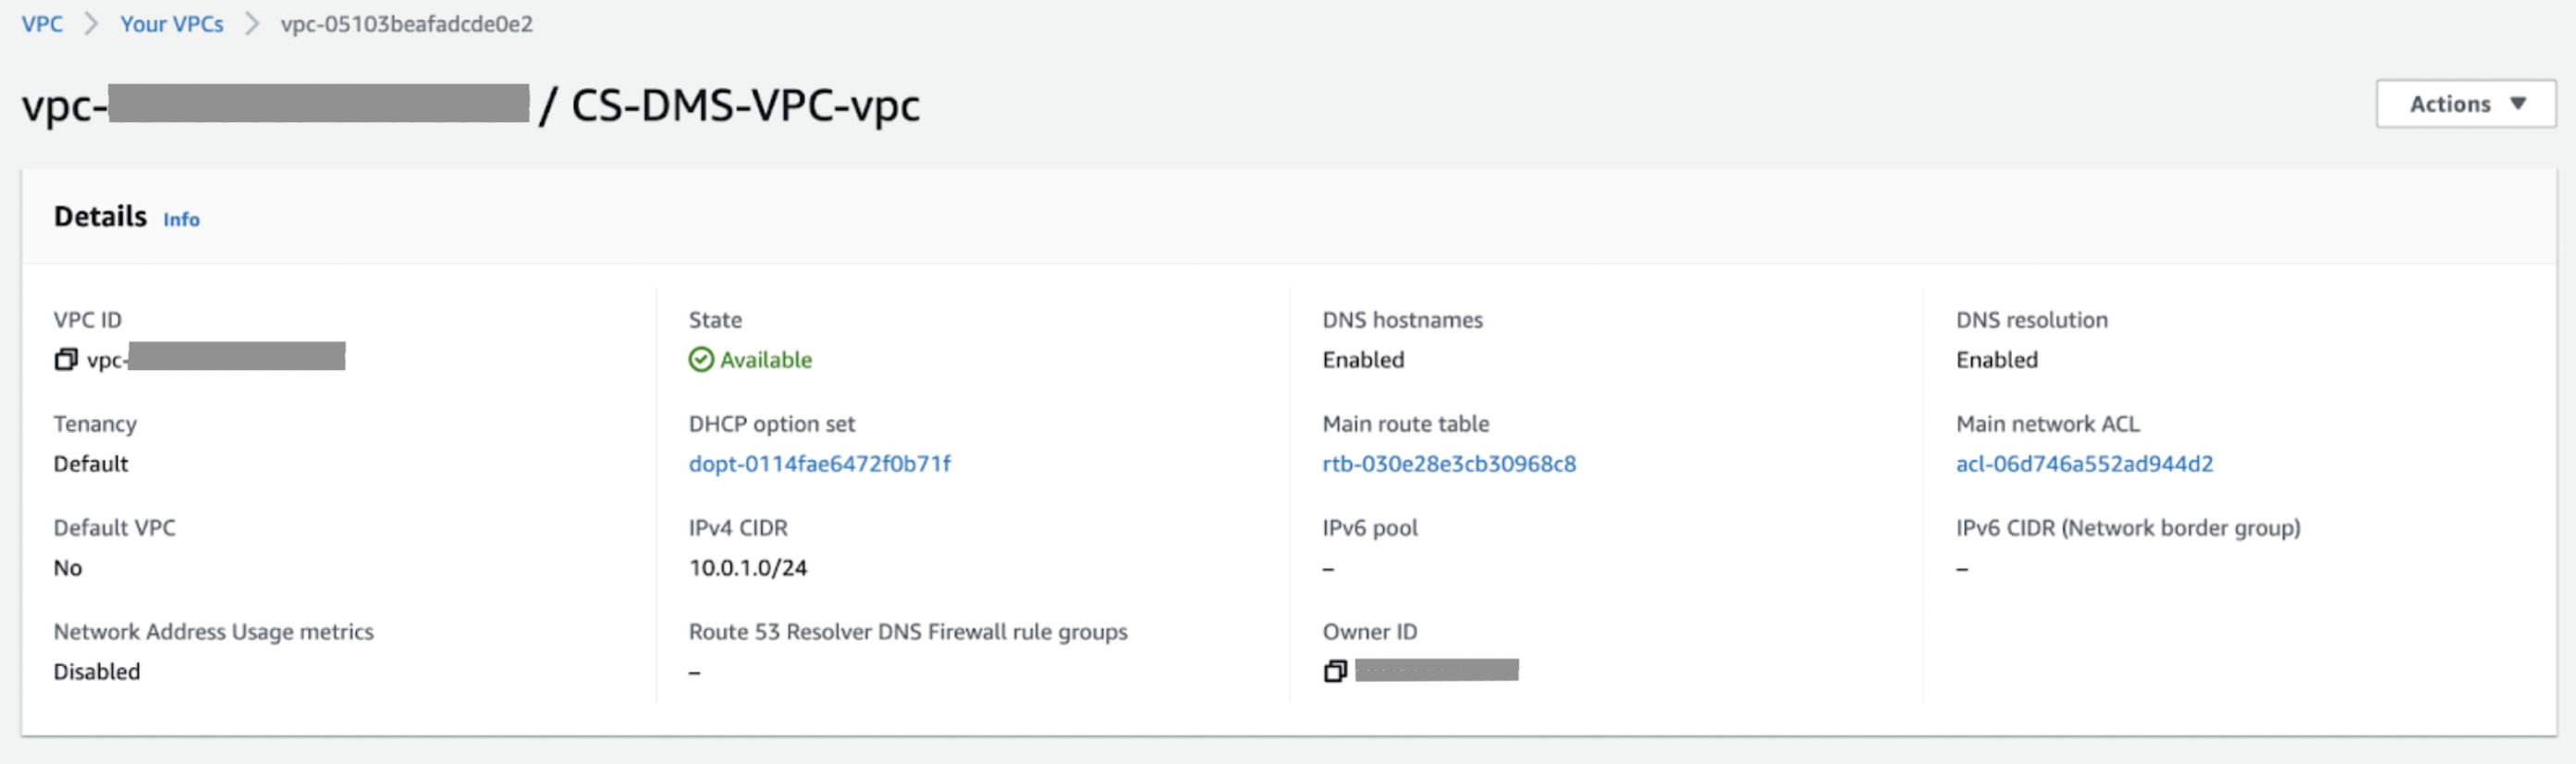 VPC > Your VPCs > vpc-05103beafadcde0e2
vpc- / CS-DMS-VPC-vpc
Actions ▼
Details Info
VPC ID
vpc-
State
Available
DNS hostnames
Enabled
DNS resolution
Enabled
Tenancy
Default
DHCP option set
dopt-0114fae6472f0b71f
Main route table
rtb-030e28e3cb30968c8
Main network ACL
acl-06d746a552ad944d2
Default VPC
No
IPv4 CIDR
10.0.1.0/24
IPv6 pool
–
IPv6 CIDR (Network border group)
–
Network Address Usage metrics
Disabled
Route 53 Resolver DNS Firewall rule groups
–
Owner ID